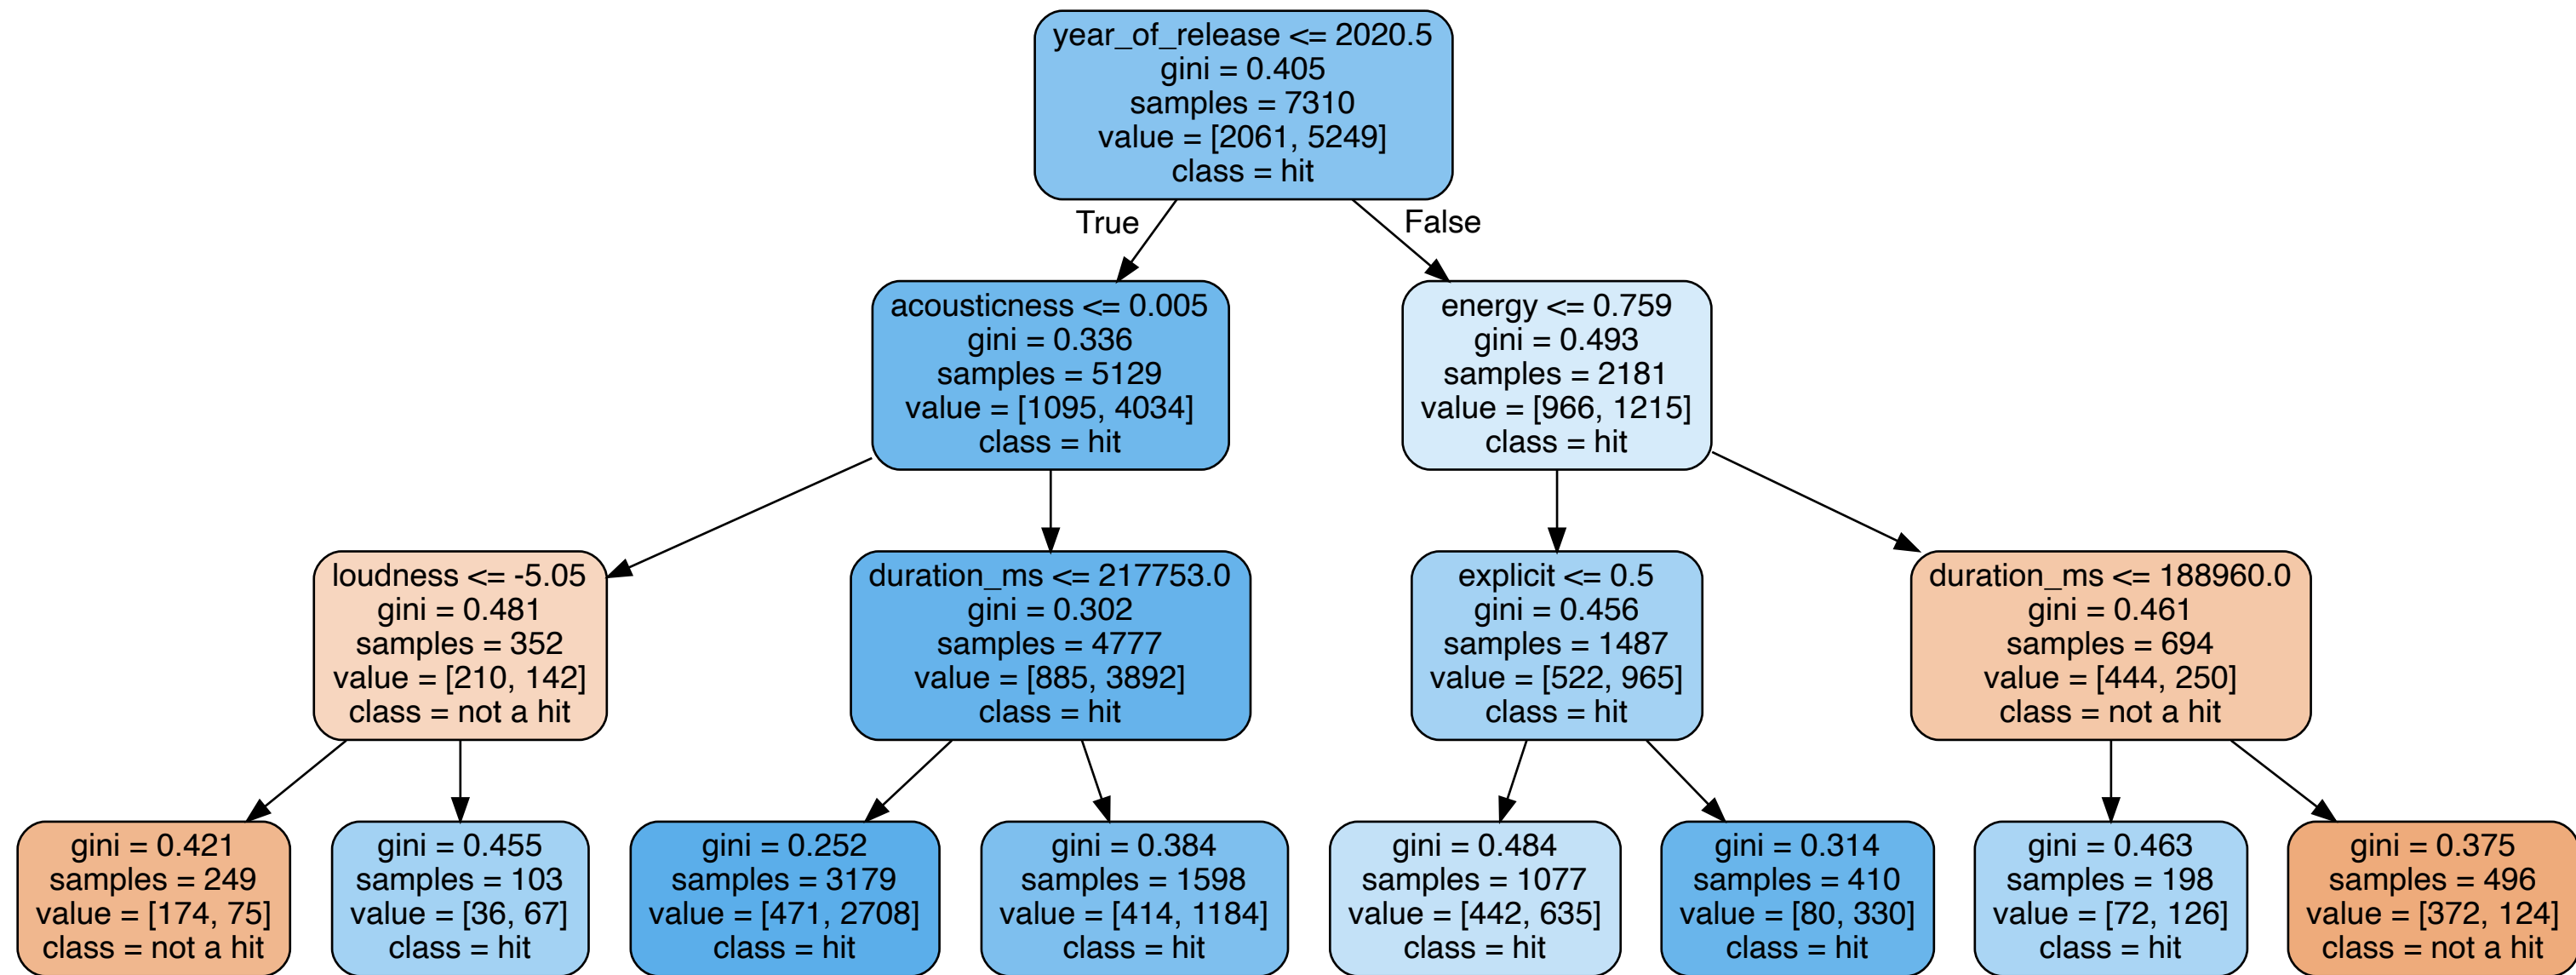 year_of_release <= 2020.5
gini = 0.405
samples = 7310
value = [2061, 5249]
class = hit
True
False
acousticness <= 0.005
gini = 0.336
samples = 5129
value = [1095, 4034]
class = hit
energy <= 0.759
gini = 0.493
samples = 2181
value = [966, 1215]
class = hit
loudness <= -5.05
gini = 0.481
samples = 352
value = [210, 142]
class = not a hit
duration_ms <= 217753.0
gini = 0.302
samples = 4777
value = [885, 3892]
class = hit
explicit <= 0.5
gini = 0.456
samples = 1487
value = [522, 965]
class = hit
duration_ms <= 188960.0
gini = 0.461
samples = 694
value = [444, 250]
class = not a hit
gini = 0.421
samples = 249
value = [174, 75]
class = not a hit
gini = 0.455
samples = 103
value = [36, 67]
class = hit
gini = 0.252
samples = 3179
value = [471, 2708]
class = hit
gini = 0.384
samples = 1598
value = [414, 1184]
class = hit
gini = 0.484
samples = 1077
value = [442, 635]
class = hit
gini = 0.314
samples = 410
value = [80, 330]
class = hit
gini = 0.463
samples = 198
value = [72, 126]
class = hit
gini = 0.375
samples = 496
value = [372, 124]
class = not a hit